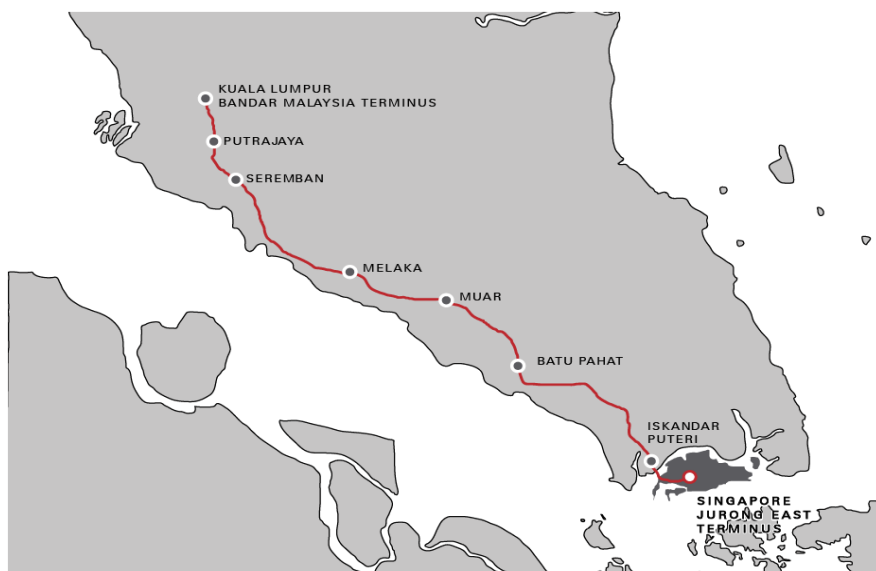 KUALA LUMPUR
BANDAR MALAYSIA TERMINUS
PUTRAJAYA
SEREMBAN
MELAKA
MUAR
BATU PAHAT
ISKANDAR
PUTERI
SINGAPORE
JURONG EAST
TERMINUS